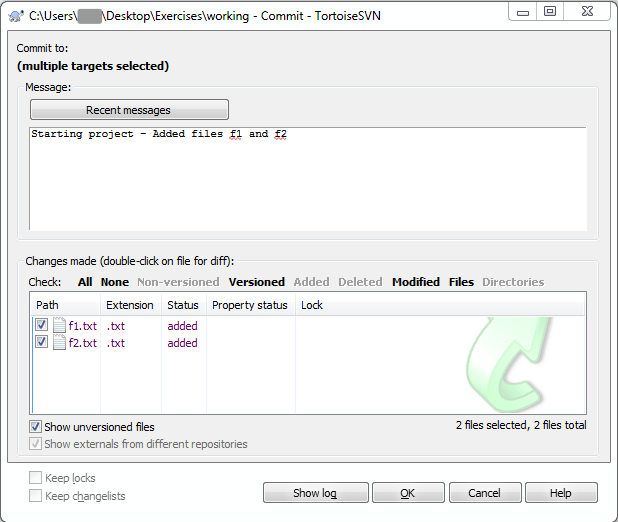 C:\Users\ \Desktop\Exercises\working - Commit - TortoiseSVN
Commit to:
(multiple targets selected)
Message:
Recent messages
Starting project - Added files f1 and f2
Changes made (double-click on file for diff):
Check: All None Non-versioned Versioned Added Deleted Modified Files Directories
Path Extension Status Property status Lock
f1.txt .txt added
f2.txt .txt added
Show unversioned files 2 files selected, 2 files total
Show externals from different repositories
Keep locks
Keep changelists
Show log OK Cancel Help